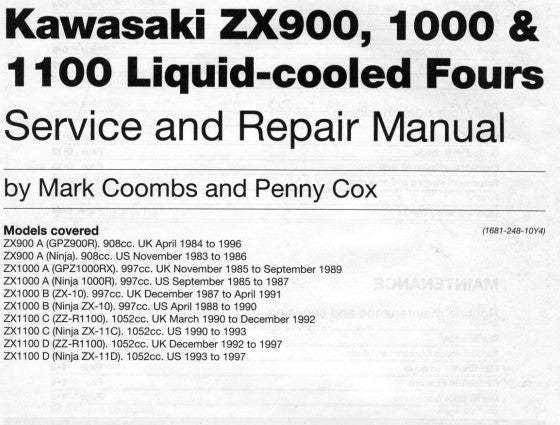 Kawasaki ZX900, 1000 &
1100 Liquid-cooled Fours
Service and Repair Manual
by Mark Coombs and Penny Cox
Models covered (1681-248-10Y4)
ZX900 A (GPZ900R). 908cc. UK April 1984 to 1996
ZX900 A (Ninja). 908cc. US November 1983 to 1986
ZX1000 A (GPZ1000RX). 997cc. UK November 1985 to September 1989
ZX1000 A (Ninja 1000R). 997cc. US September 1985 to 1987
ZX1000 B (ZX-10). 997cc. UK December 1987 to April 1991
ZX1000 B (Ninja ZX-10). 997cc. US April 1988 to 1990
ZX1100 C (ZZ-R1100). 1052cc. UK March 1990 to December 1992
ZX1100 C (Ninja ZX-11C). 1052cc. US 1990 to 1993
ZX1100 D (ZZ-R1100). 1052cc. UK December 1992 to 1997
ZX1100 D (Ninja ZX-11D). 1052cc. US 1993 to 1997
MAINTENANCE